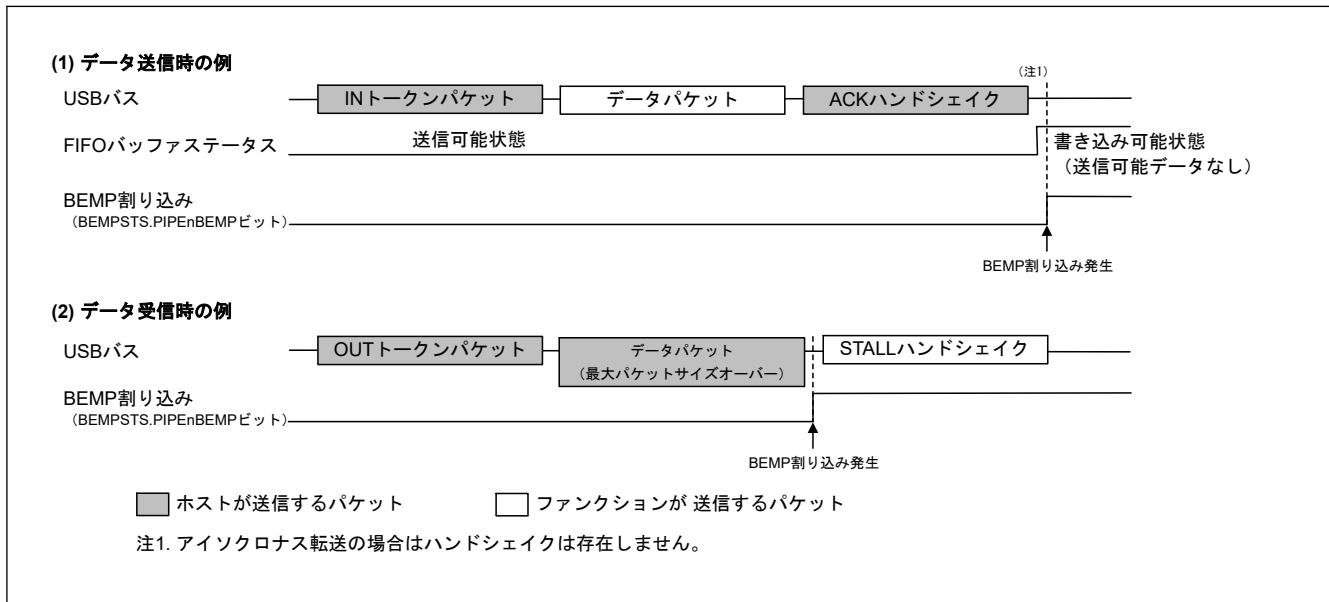 (1) データ送信時の例
(注1)
USBバス
INトークンパケット
データパケット
ACKハンドシェイク
FIFOバッファステータス
送信可能状態
書き込み可能状態
（送信可能データなし）
BEMP割り込み
（BEMPSTS.PIPEnBEMPビット）
BEMP割り込み発生
(2) データ受信時の例
USBバス
OUTトークンパケット
データパケット
（最大パケットサイズオーバー）
STALLハンドシェイク
BEMP割り込み
（BEMPSTS.PIPEnBEMPビット）
BEMP割り込み発生
ホストが送信するパケット
ファンクションが 送信するパケット
注1. アイソクロナス転送の場合はハンドシェイクは存在しません。